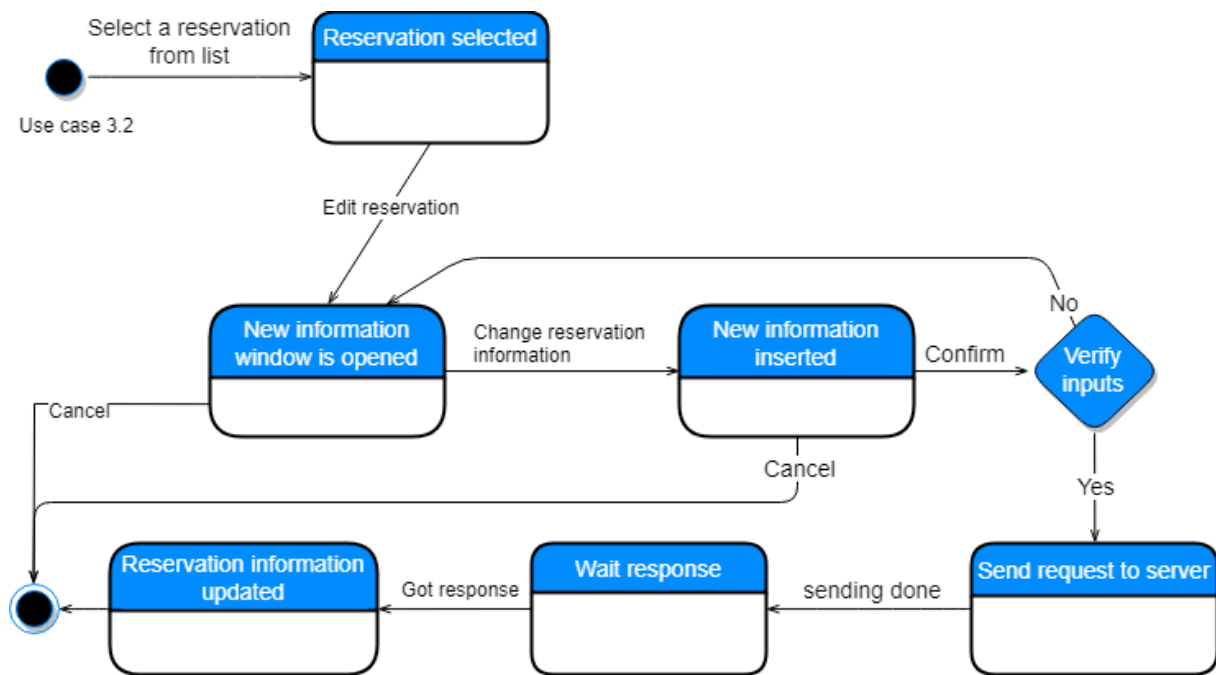 Select a reservation
from list
Reservation selected
Use case 3.2
Edit reservation
No
New information
window is opened
Change reservation
information
New information
inserted
Confirm
Verify
inputs
Cancel
Cancel
Yes
Reservation information
updated
Got response
Wait response
sending done
Send request to server